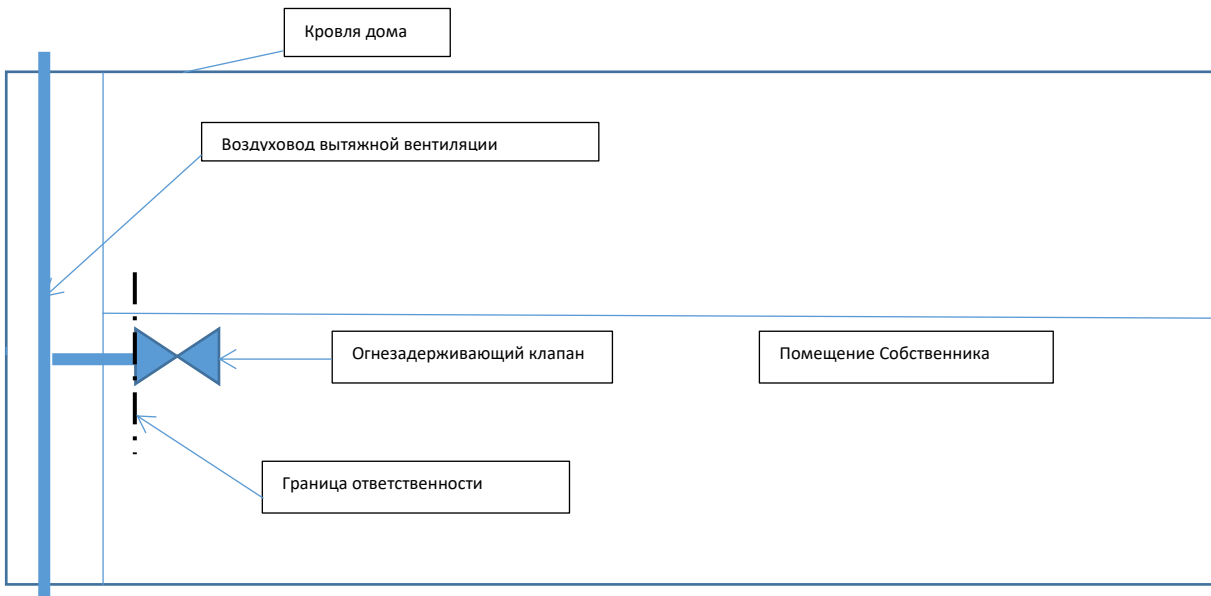 Кровля дома
Воздуховод вытяжной вентиляции
Огнезадерживающий клапан
Помещение Собственника
Граница ответственности